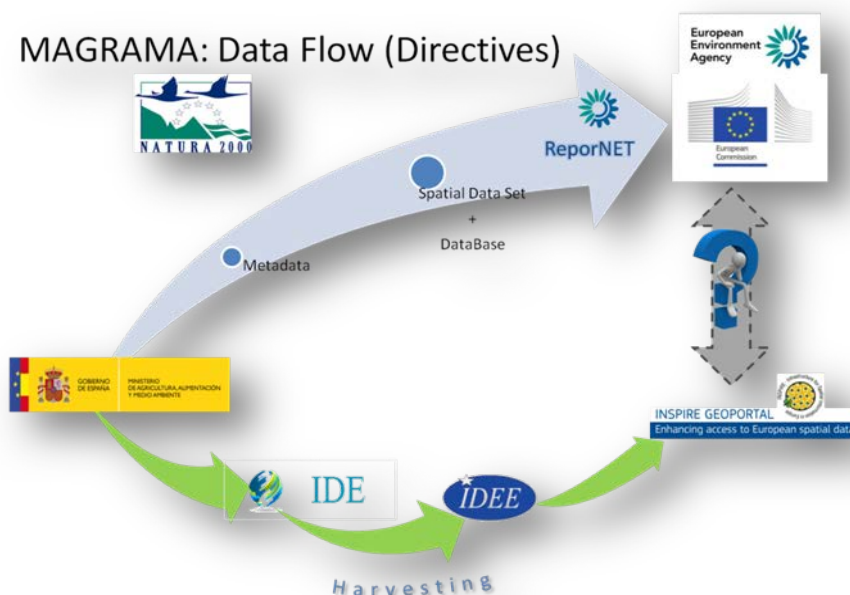 MAGRAMA: Data Flow (Directives)
European
Environment
Agency
NATURA 2000
European
Commission
ReporNET
Spatial Data Set
+
DataBase
Metadata
GOBIERNO
DE ESPAÑA
MINISTERIO
DE AGRICULTURA, ALIMENTACIÓN
Y MEDIO AMBIENTE
INSPIRE GEOPORTAL
Enhancing access to European spatial data
IDE
IDEE
Harvesting